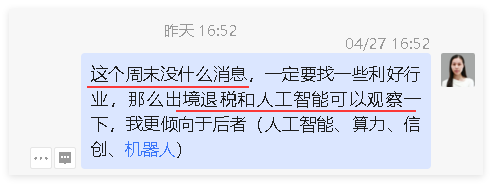 昨天 16:52
04/27 16:52
这个周末没什么消息，一定要找一些利好行
业，那么出境退税和人工智能可以观察一
下，我更倾向于后者（人工智能、算力、信
创、机器人）